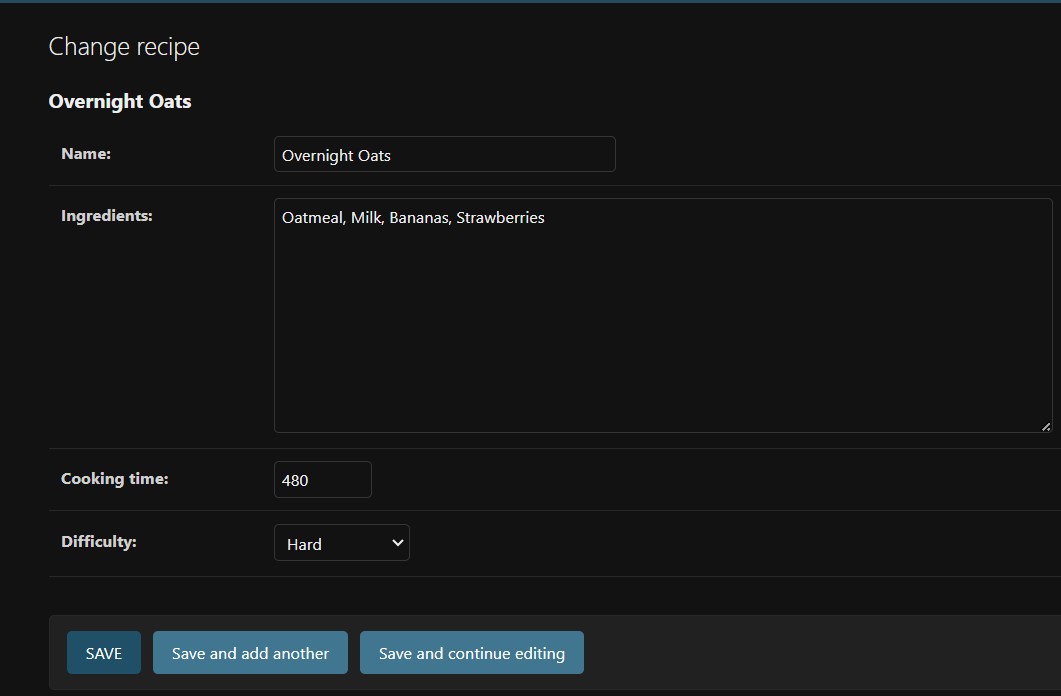 Change recipe
Overnight Oats
Name:
Overnight Oats
Ingredients:
Oatmeal, Milk, Bananas, Strawberries
Cooking time:
480
Difficulty:
Hard
SAVE
Save and add another
Save and continue editing